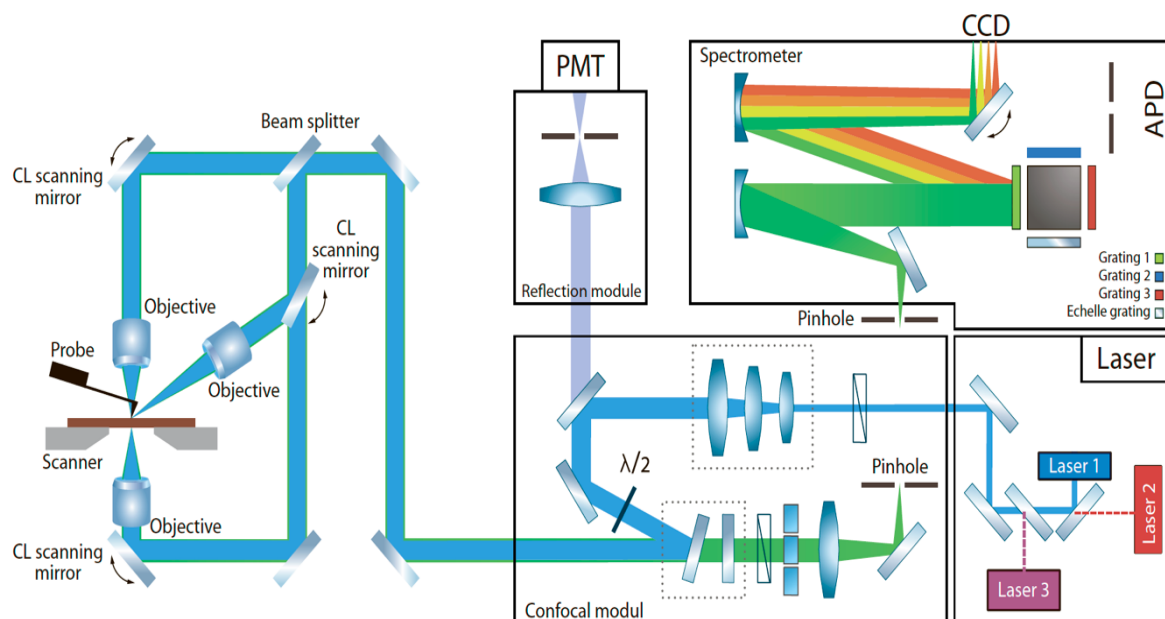 PMT
CCD
Spectrometer
APD
Beam splitter
CL scanning
mirror
CL
scanning
mirror
Objective
Objective
Probe
Scanner
Objective
CL scanning
mirror
Reflection module
Grating 1
Grating 2
Grating 3
Echelle grating
Pinhole
Laser
λ/2
Pinhole
Laser 1
Laser 2
Laser 3
Confocal modul